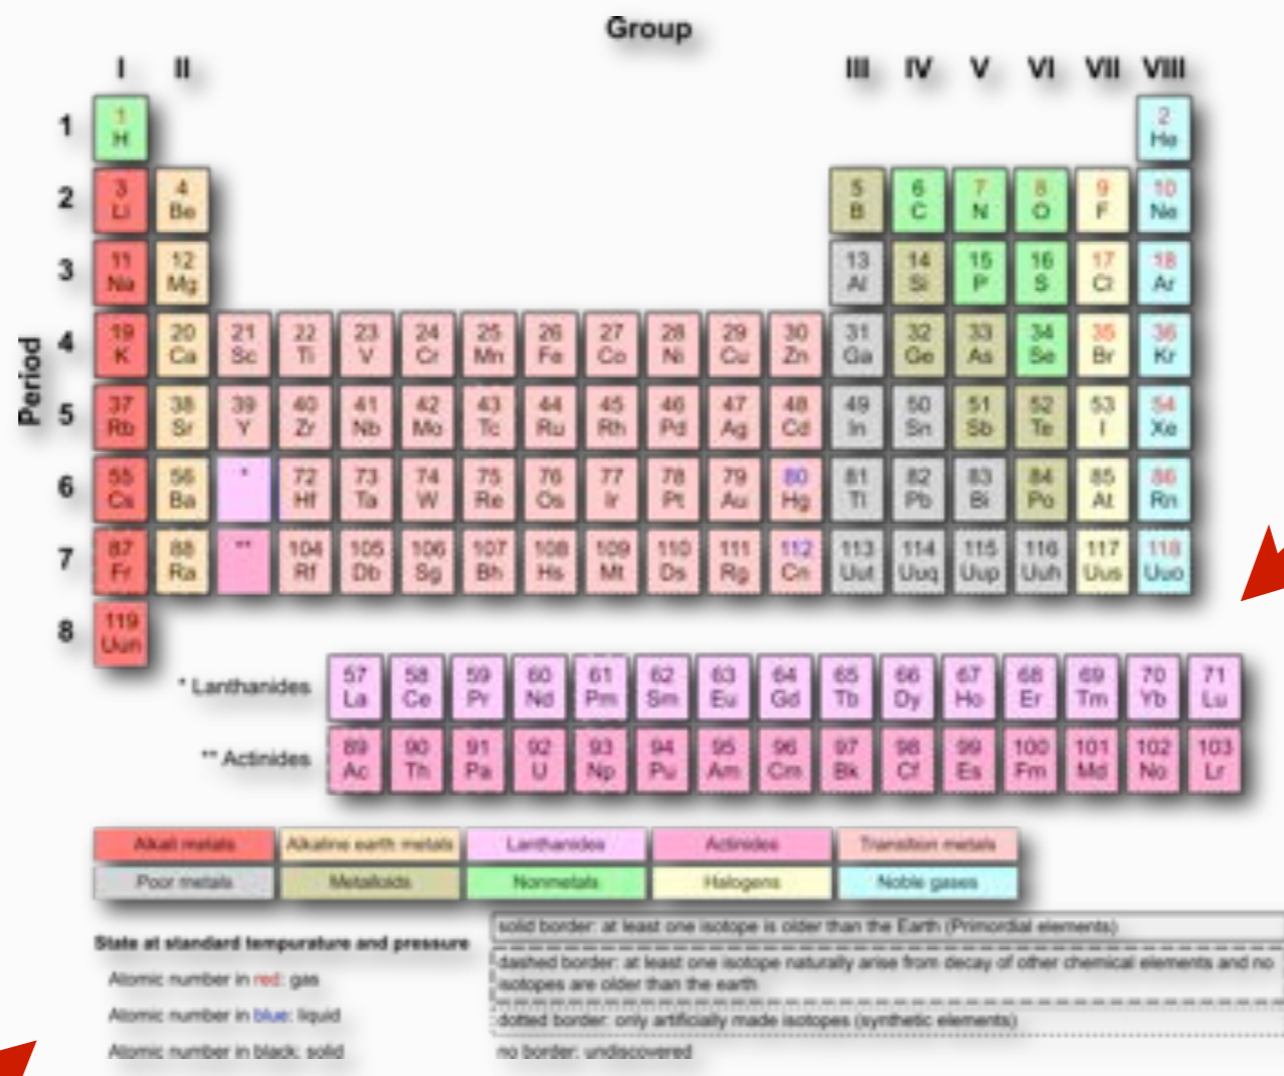 Group
I II III IV V VI VII VIII
Period
1 1 H 2 He
2 3 Li 4 Be 5 B 6 C 7 N 8 O 9 F 10 Ne
3 11 Na 12 Mg 13 Al 14 Si 15 P 16 S 17 Cl 18 Ar
4 19 K 20 Ca 21 Sc 22 Ti 23 V 24 Cr 25 Mn 26 Fe 27 Co 28 Ni 29 Cu 30 Zn 31 Ga 32 Ge 33 As 34 Se 35 Br 36 Kr
5 37 Rb 38 Sr 39 Y 40 Zr 41 Nb 42 Mo 43 Tc 44 Ru 45 Rh 46 Pd 47 Ag 48 Cd 49 In 50 Sn 51 Sb 52 Te 53 I 54 Xe
6 55 Cs 56 Ba * 72 Hf 73 Ta 74 W 75 Re 76 Os 77 Ir 78 Pt 79 Au 80 Hg 81 Tl 82 Pb 83 Bi 84 Po 85 At 86 Rn
7 87 Fr 88 Ra ** 104 Rf 105 Db 106 Sg 107 Bh 108 Hs 109 Mt 110 Ds 111 Rg 112 Cn 113 Uut 114 Uuq 115 Uup 116 Uuh 117 Uus 118 Uuo
8 119 Uun
* Lanthanides 57 La 58 Ce 59 Pr 60 Nd 61 Pm 62 Sm 63 Eu 64 Gd 65 Tb 66 Dy 67 Ho 68 Er 69 Tm 70 Yb 71 Lu
** Actinides 89 Ac 90 Th 91 Pa 92 U 93 Np 94 Pu 95 Am 96 Cm 97 Bk 98 Cf 99 Es 100 Fm 101 Md 102 No 103 Lr
Alkali metals Alkaline earth metals Lanthanides Actinides Transition metals
Poor metals Metalloids Nonmetals Halogens Noble gases
State at standard tempurature and pressure
Atomic number in red: gas
Atomic number in blue: liquid
Atomic number in black: solid
solid border: at least one isotope is older than the Earth (Primordial elements)
dashed border: at least one isotope naturally arise from decay of other chemical elements and no
isotopes are older than the earth
dotted border: only artificially made isotopes (synthetic elements)
no border: undiscovered